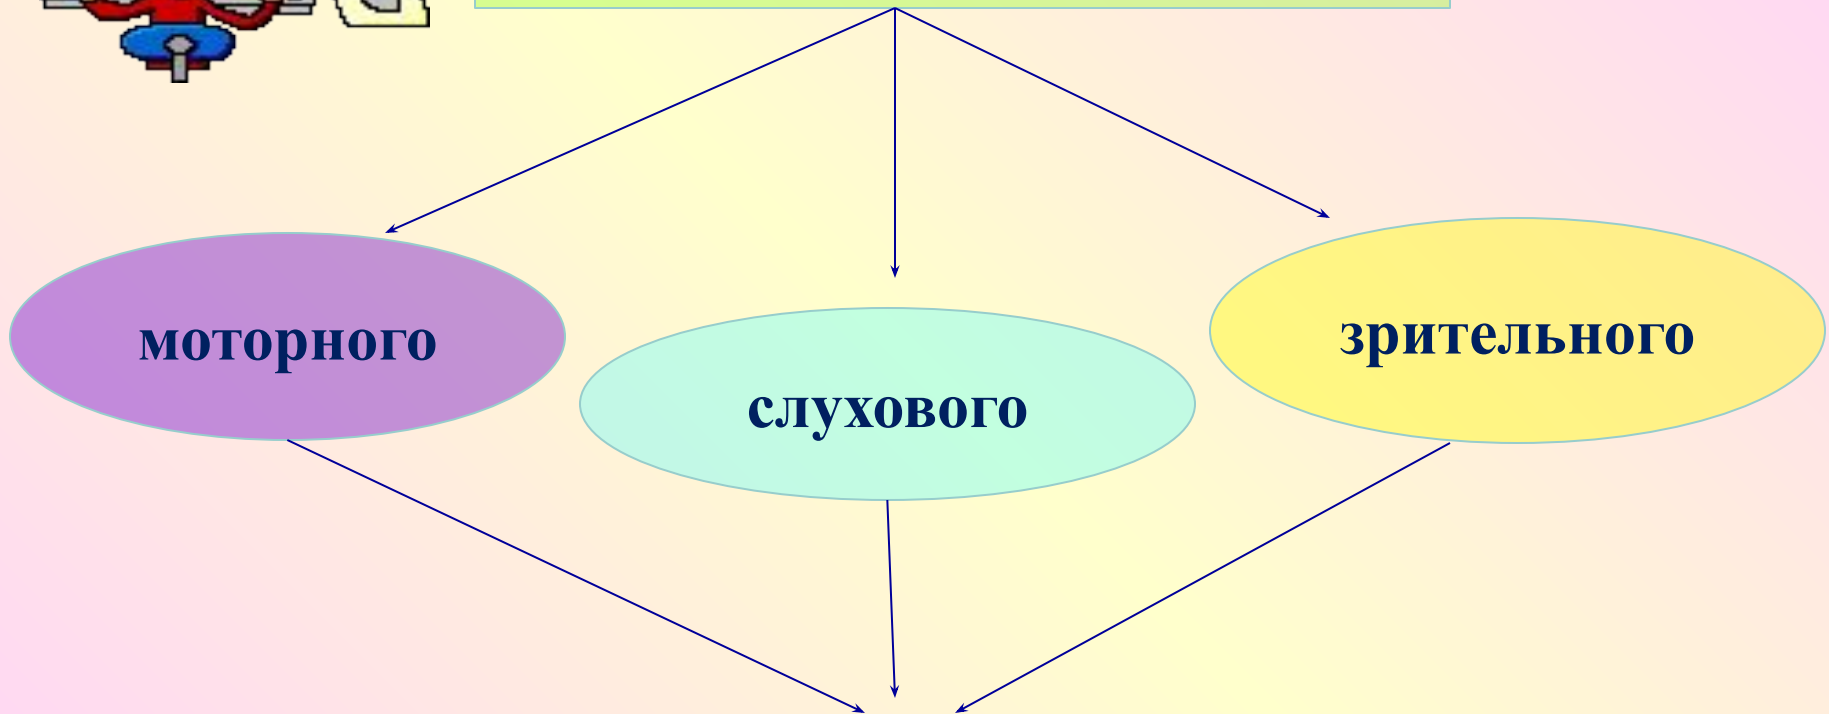 моторного
слухового
зрительного